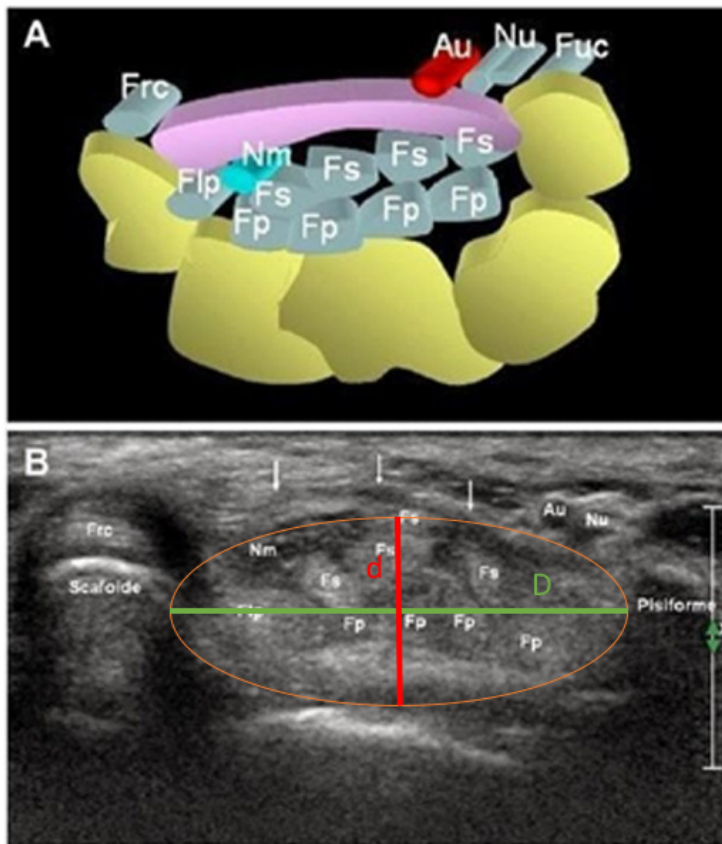 A
Au Nu Fuc
Frc
Fs
Nm Fs Fs
Flp Fs
Fp Fp Fp Fp
B
Frc
Scafoide
Nm
Fs
Fs
Fs
Fs
d
D
Flp
Fp Fp Fp
Fp
Au Nu
Pisiforme